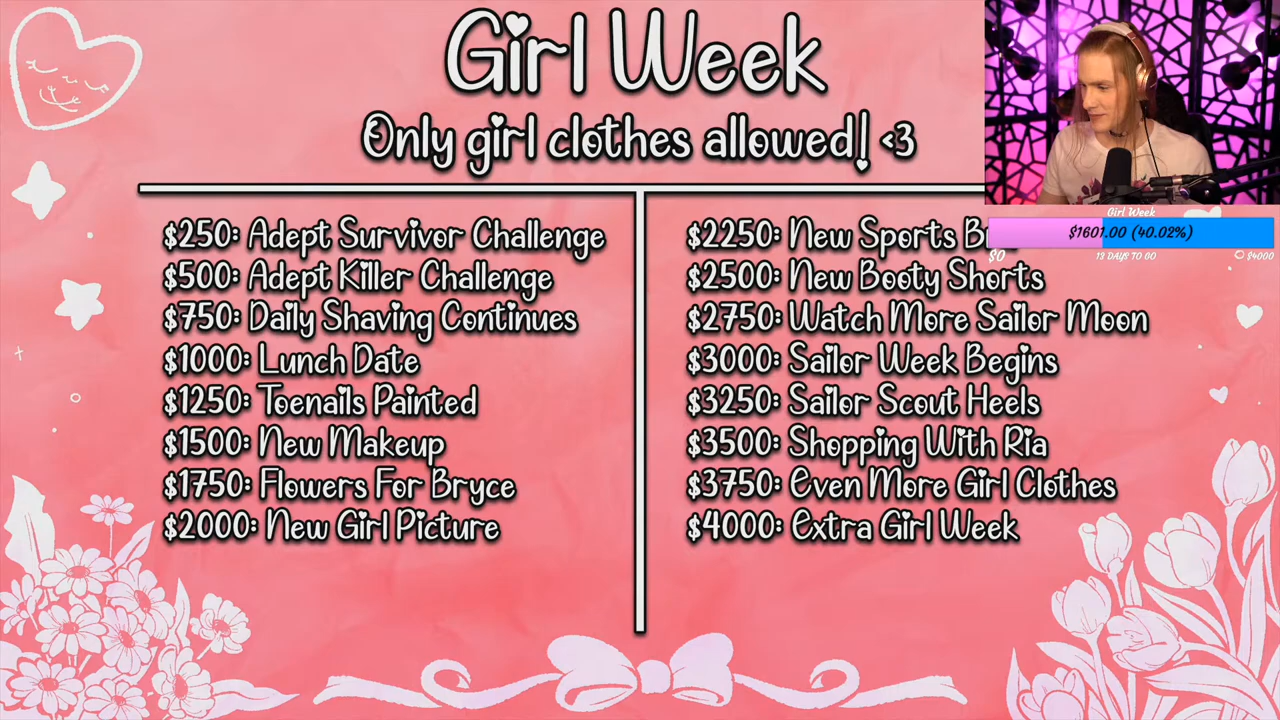 Girl Week
Only girl clothes allowed! <3
$250: Adept Survivor Challenge
$500: Adept Killer Challenge
$750: Daily Shaving Continues
$1000: Lunch Date
$1250: Toenails Painted
$1500: New Makeup
$1750: Flowers For Bryce
$2000: New Girl Picture
$2250: New Sports
$2500: New Booty Shorts
$2750: Watch More Sailor Moon
$3000: Sailor Week Begins
$3250: Sailor Scout Heels
$3500: Shopping With Ria
$3750: Even More Girl Clothes
$4000: Extra Girl Week
Girl Week
$1601.00 (40.02%)
$0 13 DAYS TO GO $4000